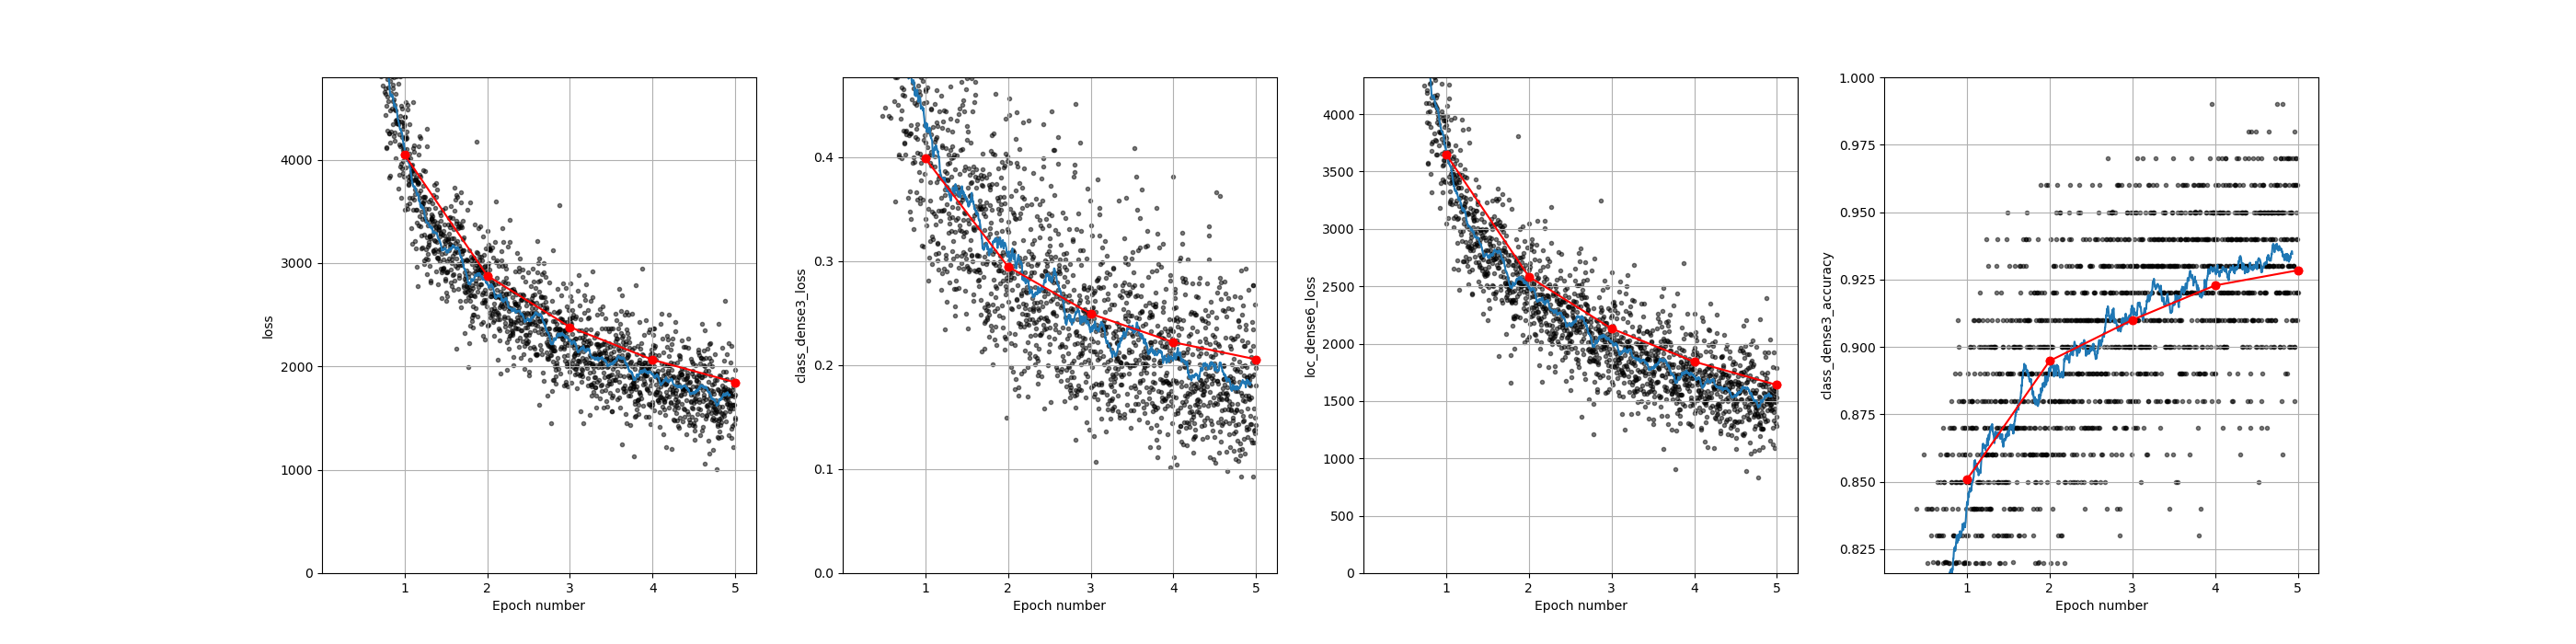 loss
4000
3000
2000
1000
0
1 2 3 4 5
Epoch number
class_dense3_loss
0.4
0.3
0.2
0.1
0.0
1 2 3 4 5
Epoch number
loc_dense6_loss
4000
3500
3000
2500
2000
1500
1000
500
0
1 2 3 4 5
Epoch number
class_dense3_accuracy
1.000
0.975
0.950
0.925
0.900
0.875
0.850
0.825
1 2 3 4 5
Epoch number